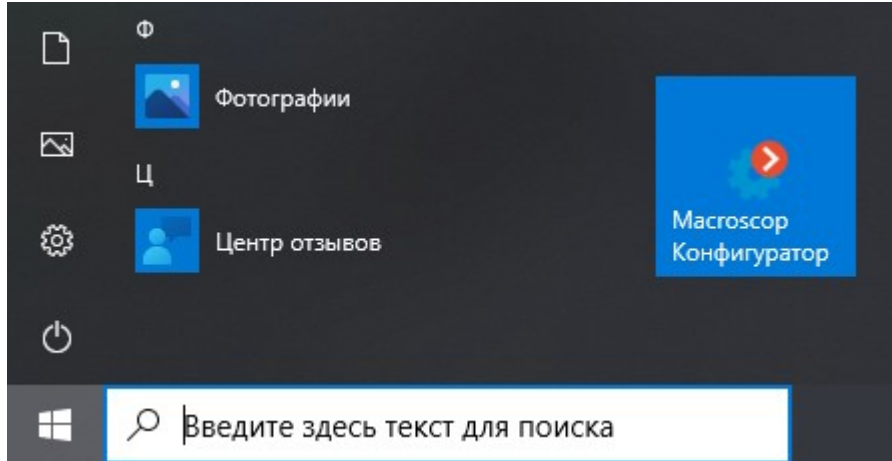 Ф
Фотографии
Ц
Центр отзывов
Macroscop
Конфигуратор
Введите здесь текст для поиска